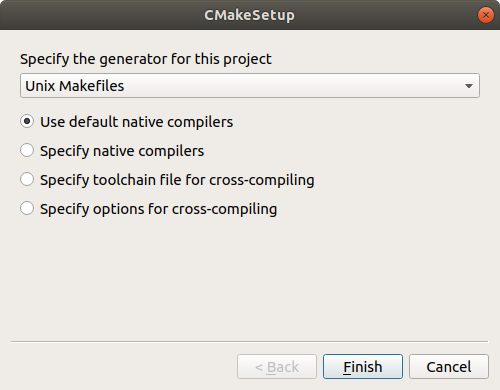 CMakeSetup
Specify the generator for this project
Unix Makefiles
Use default native compilers
Specify native compilers
Specify toolchain file for cross-compiling
Specify options for cross-compiling
< Back Finish Cancel